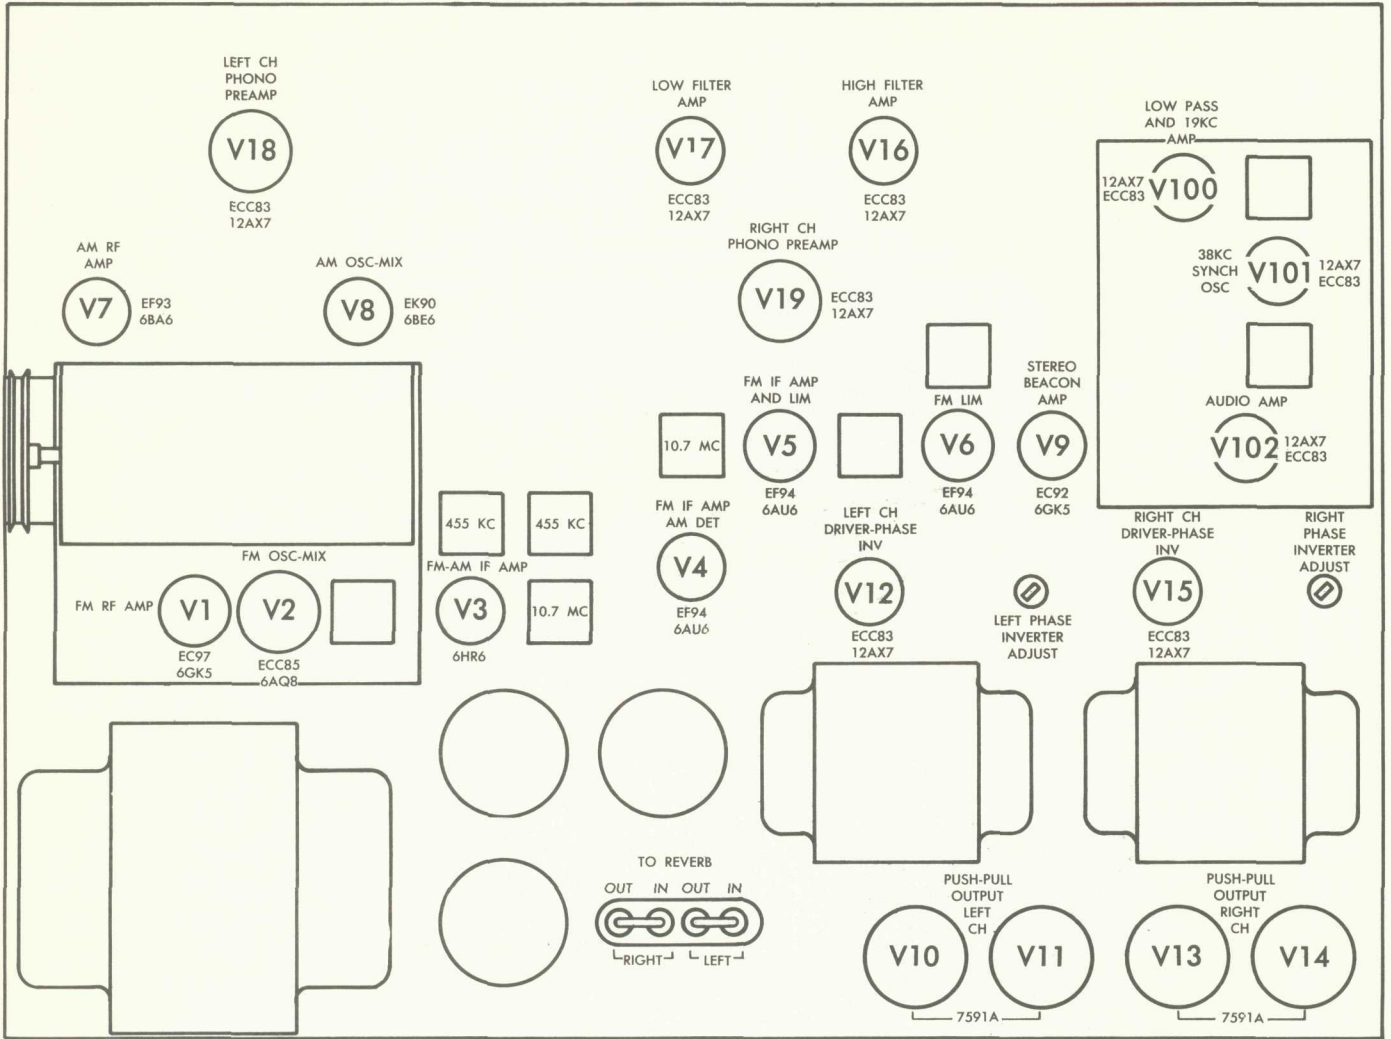 LEFT CH
PHONO
PREAMP
V18
ECC83
12AX7
LOW FILTER
AMP
V17
ECC83
12AX7
HIGH FILTER
AMP
V16
ECC83
12AX7
LOW PASS
AND 19KC
AMP
12AX7
ECC83
V100
38KC
SYNCH
OSC
V101
12AX7
ECC83
AUDIO AMP
V102
12AX7
ECC83
RIGHT CH
PHONO PREAMP
V19
ECC83
12AX7
AM RF
AMP
V7
EF93
6BA6
AM OSC-MIX
V8
EK90
6BE6
FM IF AMP
AND LIM
10.7 MC
V5
EF94
6AU6
FM LIM
V6
EF94
6AU6
STEREO
BEACON
AMP
V9
EC92
6GK5
455 KC
455 KC
FM-AM IF AMP
V3
6HR6
10.7 MC
FM IF AMP
AM DET
V4
EF94
6AU6
LEFT CH
DRIVER-PHASE
INV
V12
ECC83
12AX7
LEFT PHASE
INVERTER
ADJUST
RIGHT CH
DRIVER-PHASE
INV
V15
ECC83
12AX7
RIGHT
PHASE
INVERTER
ADJUST
FM OSC-MIX
FM RF AMP
V1
EC97
6GK5
V2
ECC85
6AQ8
TO REVERB
OUT IN OUT IN
RIGHT LEFT
PUSH-PULL
OUTPUT
LEFT
CH
V10
V11
7591A
PUSH-PULL
OUTPUT
RIGHT
CH
V13
V14
7591A